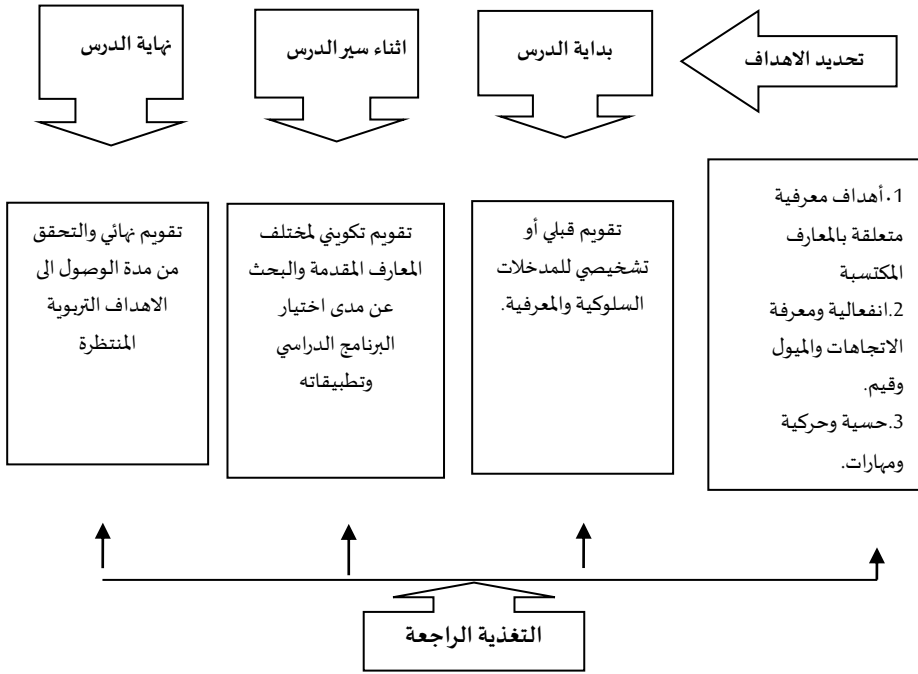 تحديد الاهداف
بداية الدرس
اثناء سير الدرس
نهاية الدرس
1.أهداف معرفية
متعلقة بالمعارف
المكتسبة
2.انفعالية ومعرفة
الاتجاهات والميول
وقيم.
3.حسية وحركية
ومهارات.
تقويم قبلي أو
تشخيصي للمدخلات
السلوكية والمعرفية.
تقويم تكويني لمختلف
المعارف المقدمة والبحث
عن مدى اختيار
البرنامج الدراسي
وتطبيقاته
تقويم نهائي والتحقق
من مدة الوصول الى
الاهداف التربوية
المنتظرة
التغذية الراجعة